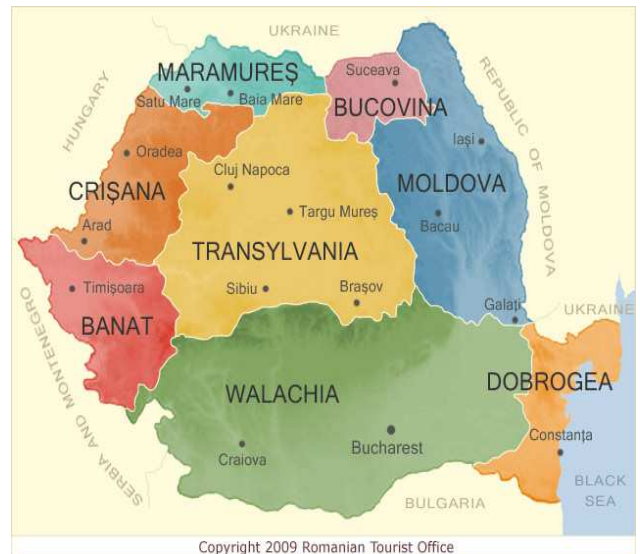 UKRAINE
MARAMUREȘ
Satu Mare
Baia Mare
Suceava
BUCOVINA
HUNGARY
REPUBLIC OF MOLDOVA
Oradea
Iași
CRIȘANA
Cluj Napoca
MOLDOVA
Arad
Targu Mureș
Bacau
TRANSYLVANIA
Timișoara
Sibiu
Brașov
BANAT
Galați
UKRAINE
SERBIA AND MONTENEGRO
WALACHIA
DOBROGEA
Craiova
Bucharest
Constanța
BULGARIA
BLACK
SEA
Copyright 2009 Romanian Tourist Office